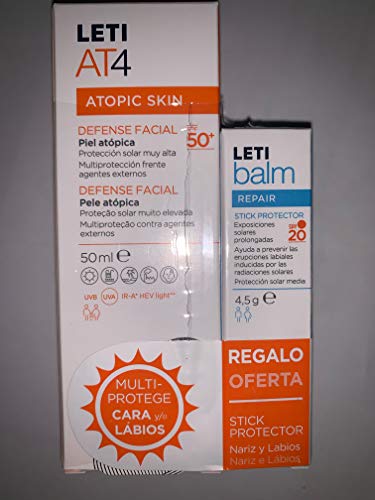 LETI
AT4
ATOPIC SKIN
DEFENSE FACIAL
Piel atópica
Protección solar muy alta
Multiprotección frente
agentes externos
SPF
50+
DEFENSE FACIAL
Pele atópica
Proteção solar muito elevada
Multiproteção contra agentes
externos
50ml e
UVB UVA IR-A* HEV light**
MULTI-
PROTEGE
CARA y/o
LÁBIOS
LETI
balm
REPAIR
STICK PROTECTOR
Exposiciones
solares
prolongadas
SPF
20
Ayuda a prevenir las
erupciones labiales
inducidas por las
radiaciones solares
Protección solar media
4,5g e
REGALO
OFERTA
STICK
PROTECTOR
Nariz y Labios
Nariz e Lábios